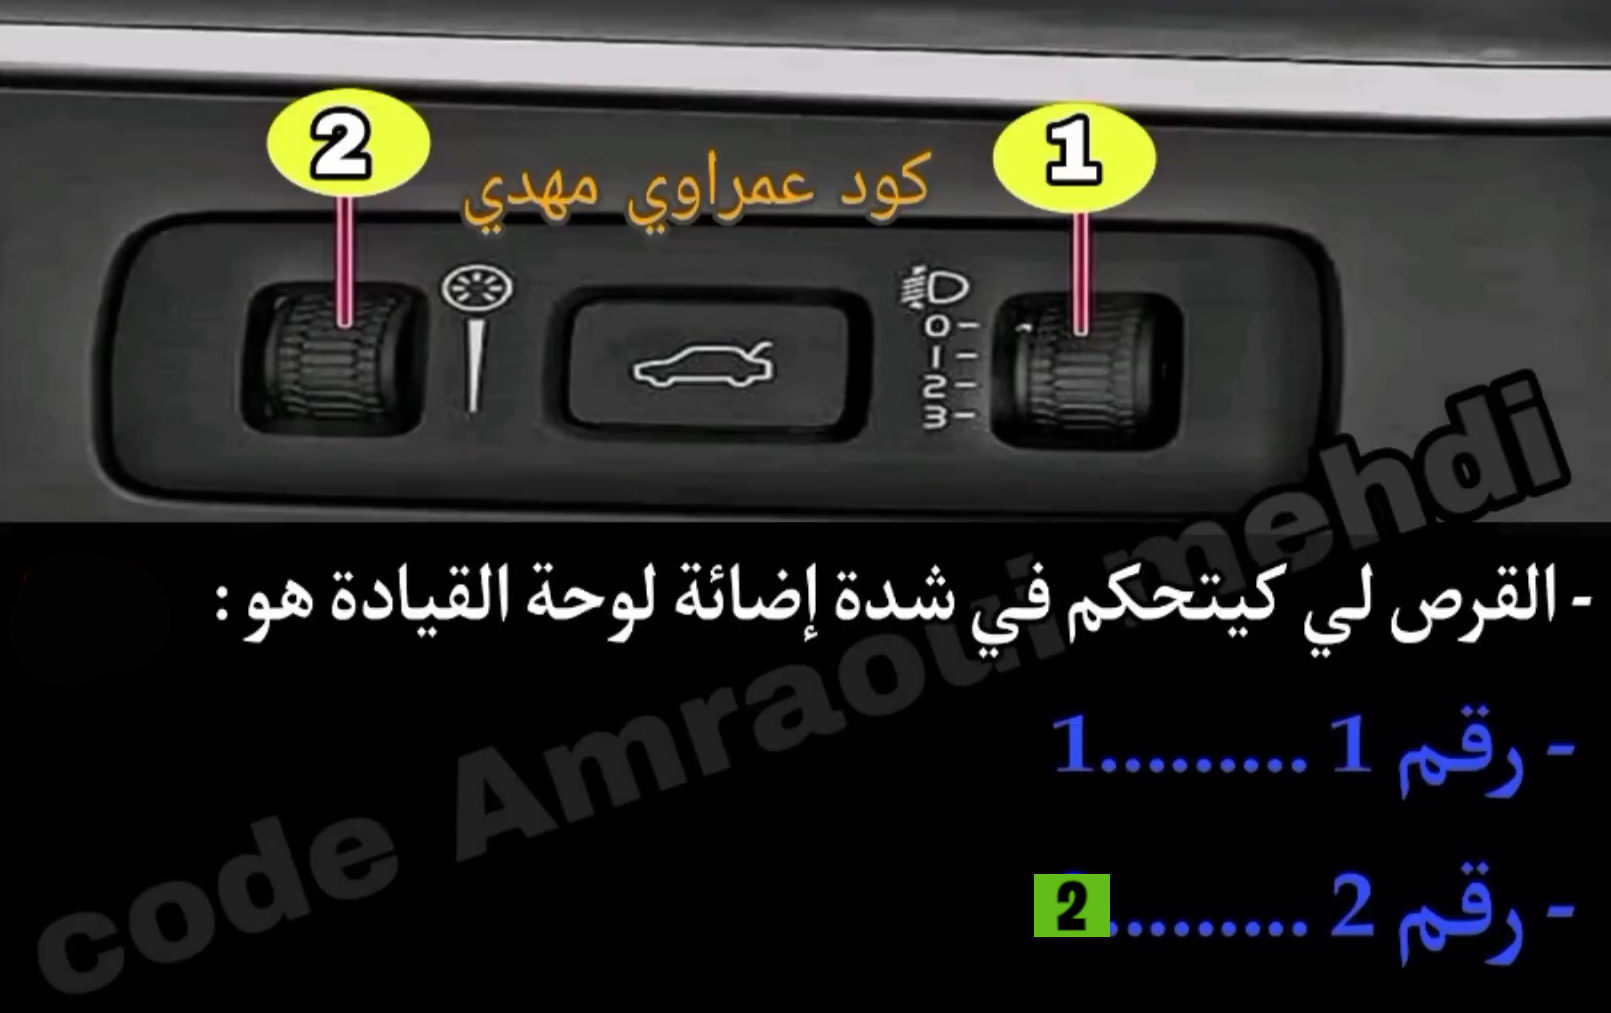 2
1
كود عمراوي مهدي
0
1
2
3
- القرص لي كيتحكم في شدة إضائة لوحة القيادة هو :
- رقم 1 .........1
- رقم 2 .........2
code Amraoui mehdi